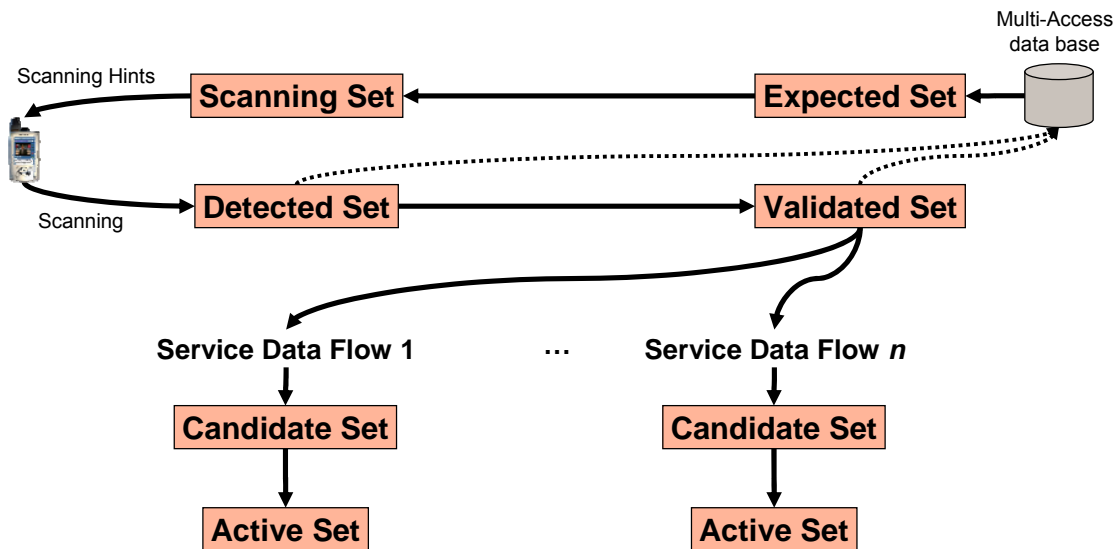 Multi-Access
data base
Scanning Hints
Scanning Set
Expected Set
Scanning
Detected Set
Validated Set
Service Data Flow 1
...
Service Data Flow n
Candidate Set
Candidate Set
Active Set
Active Set